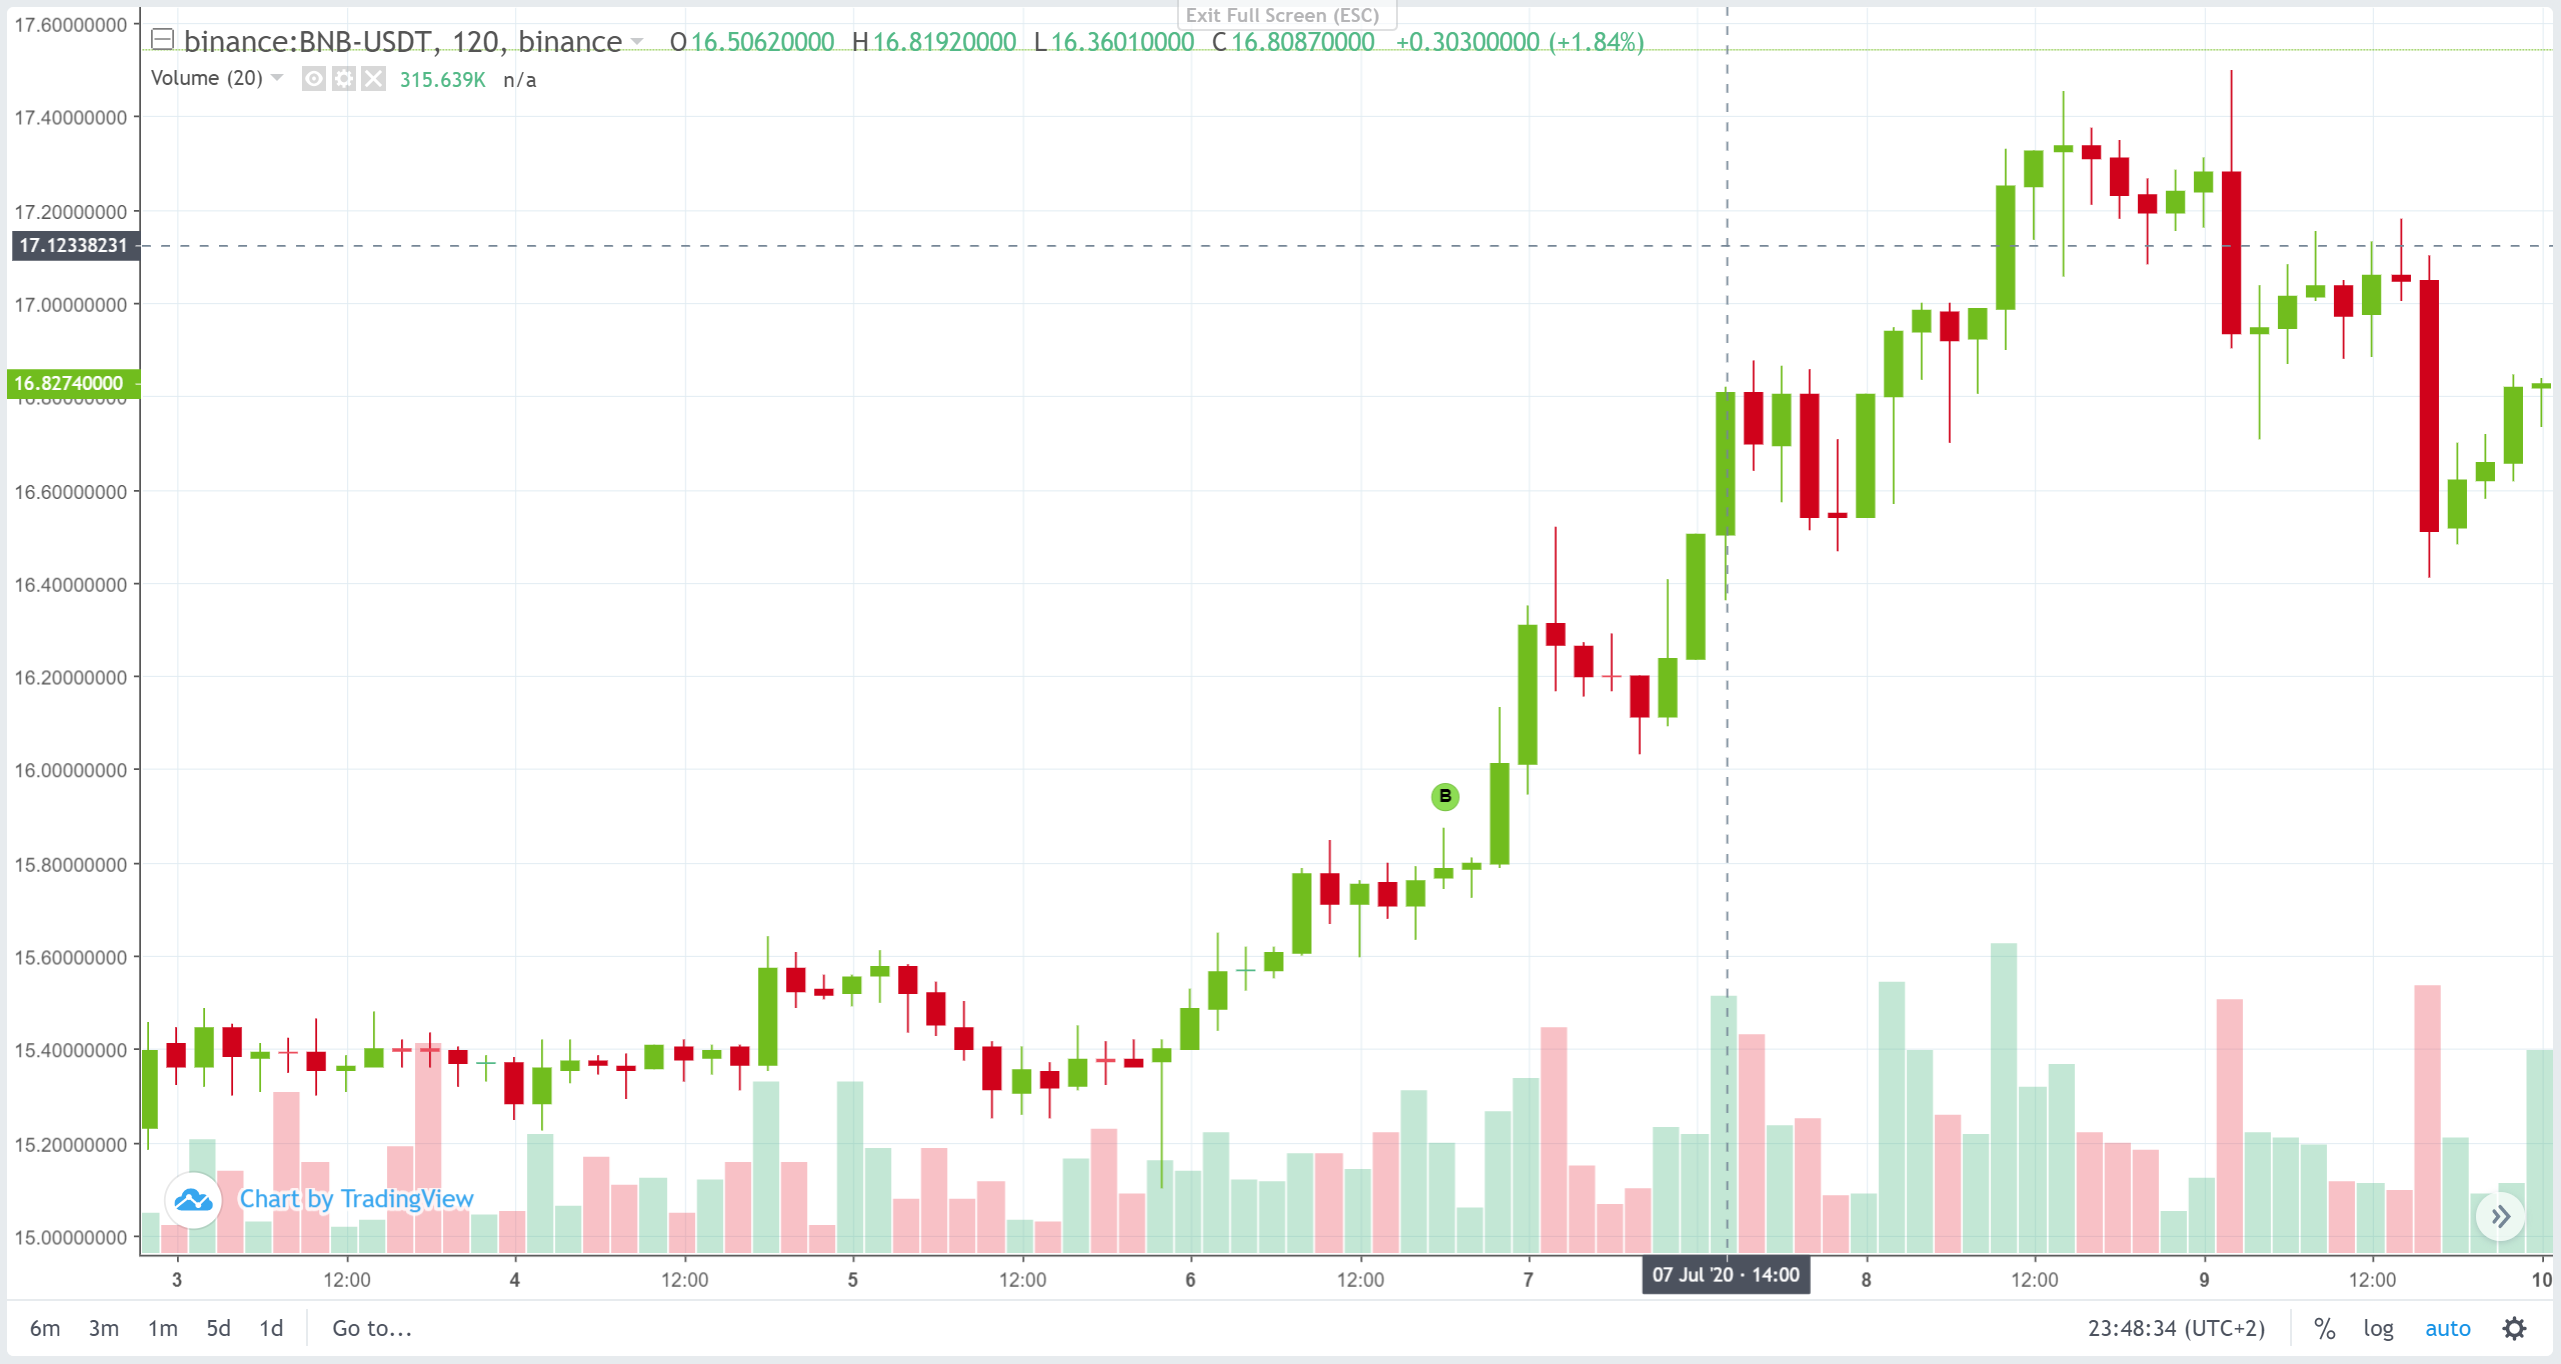 Exit Full Screen (ESC)
binance:BNB-USDT, 120, binance O16.50620000 H16.81920000 L16.36010000 C16.80870000 +0.30300000 (+1.84%)
Volume (20) 315.639K n/a
17.60000000
17.40000000
17.20000000
17.12338231
17.00000000
16.82740000
16.80000000
16.60000000
16.40000000
16.20000000
16.00000000
15.80000000
15.60000000
15.40000000
15.20000000
15.00000000
B
Chart by TradingView
3 12:00 4 12:00 5 12:00 6 12:00 7 07 Jul '20 · 14:00 8 12:00 9 12:00 10
6m 3m 1m 5d 1d Go to... 23:48:34 (UTC+2) % log auto